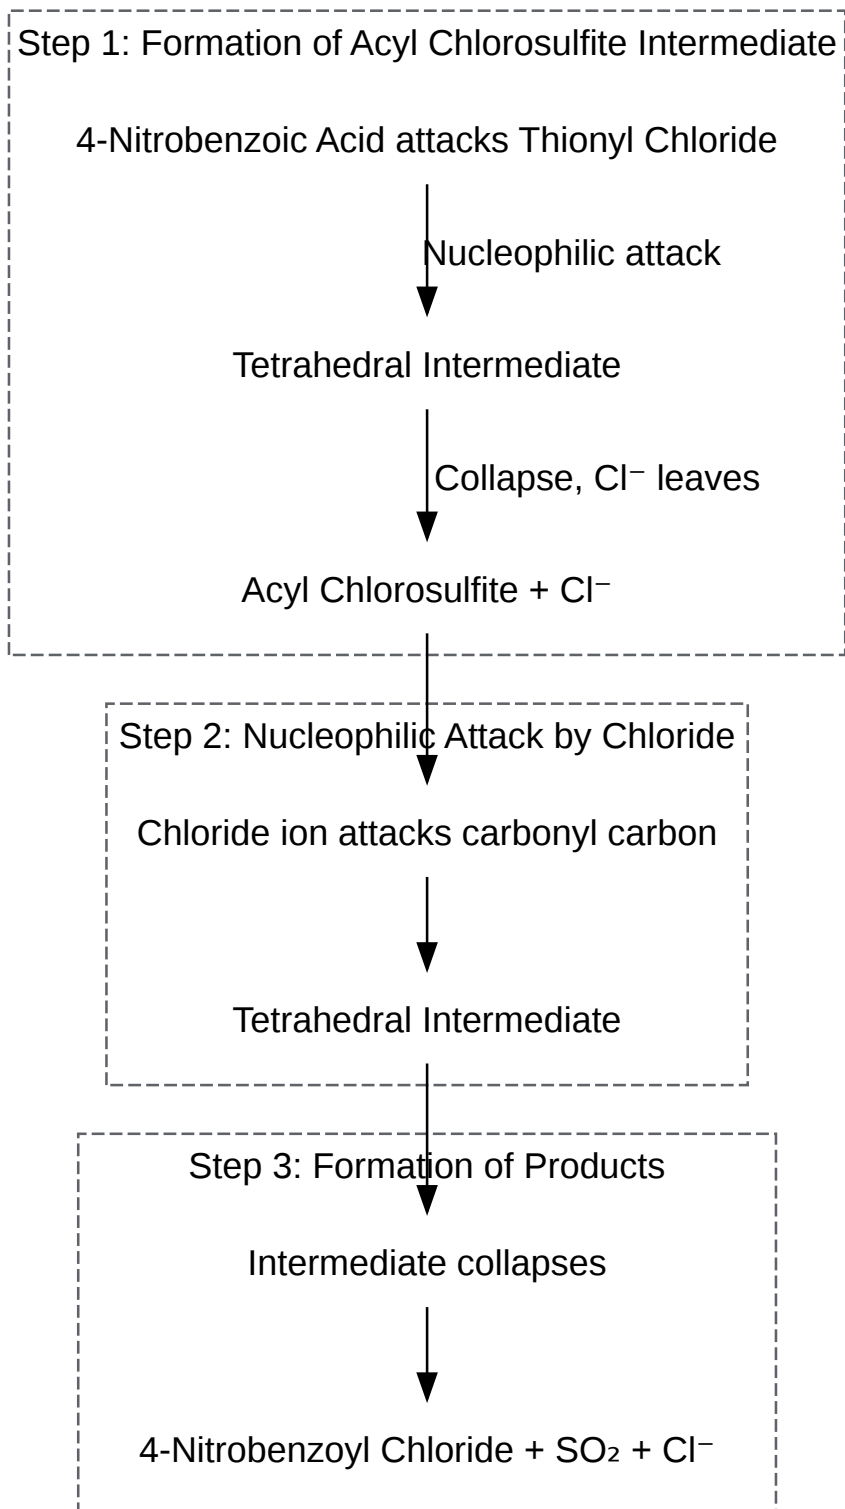 Step 1: Formation of Acyl Chlorosulfite Intermediate
4-Nitrobenzoic Acid attacks Thionyl Chloride
Nucleophilic attack
Tetrahedral Intermediate
Collapse, Cl⁻ leaves
Acyl Chlorosulfite + Cl⁻
Step 2: Nucleophilic Attack by Chloride
Chloride ion attacks carbonyl carbon
Tetrahedral Intermediate
Step 3: Formation of Products
Intermediate collapses
4-Nitrobenzoyl Chloride + SO₂ + Cl⁻